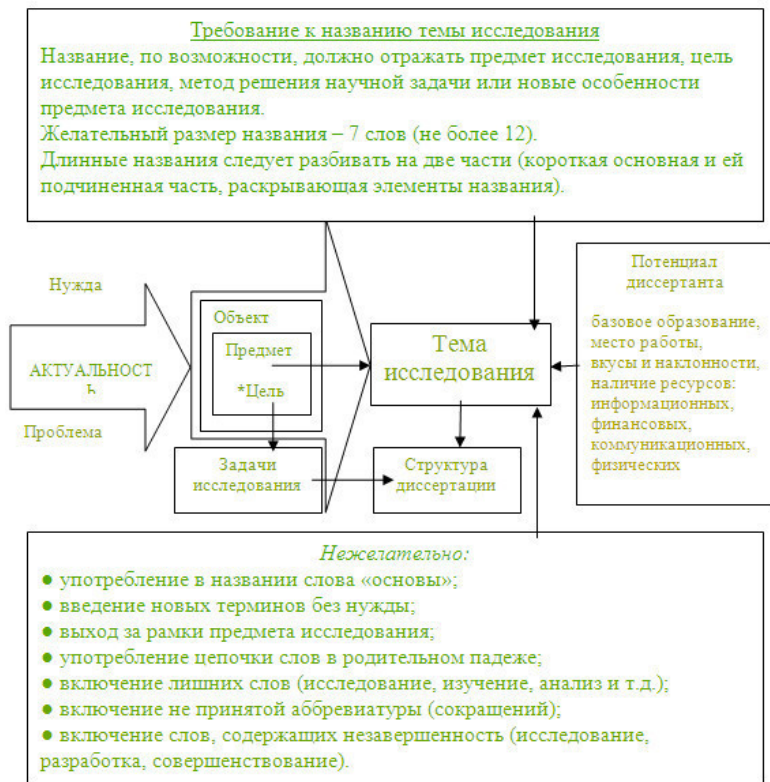 Требование к названию темы исследования
Название, по возможности, должно отражать предмет исследования, цель
исследования, метод решения научной задачи или новые особенности
предмета исследования.
Желательный размер названия – 7 слов (не более 12).
Длинные названия следует разбивать на две части (короткая основная и ей
подчиненная часть, раскрывающая элементы названия).
Нужда
АКТУАЛЬНОСТ
Ь
Проблема
Объект
Предмет
*Цель
Задачи
исследования
Тема
исследования
Структура
диссертации
Потенциал
диссертанта
базовое образование,
место работы,
вкусы и наклонности,
наличие ресурсов:
информационных,
финансовых,
коммуникационных,
физических
Нежелательно:
● употребление в названии слова «основы»;
● введение новых терминов без нужды;
● выход за рамки предмета исследования;
● употребление цепочки слов в родительном падеже;
● включение лишних слов (исследование, изучение, анализ и т.д.);
● включение не принятой аббревиатуры (сокращений);
● включение слов, содержащих незавершенность (исследование,
разработка, совершенствование).